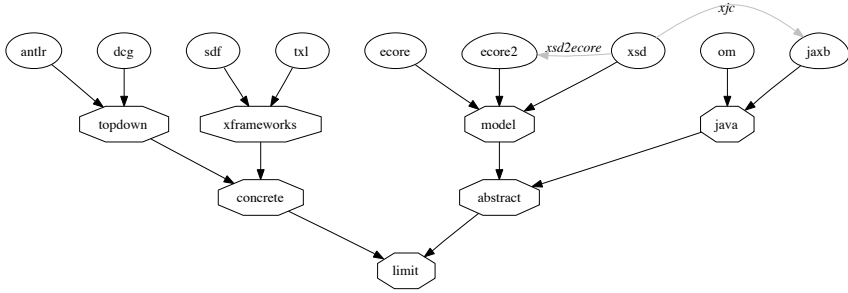 xjc
antlr
dcg
sdf
txl
ecore
ecore2
xsd2ecore
xsd
om
jaxb
topdown
xframeworks
model
java
concrete
abstract
limit